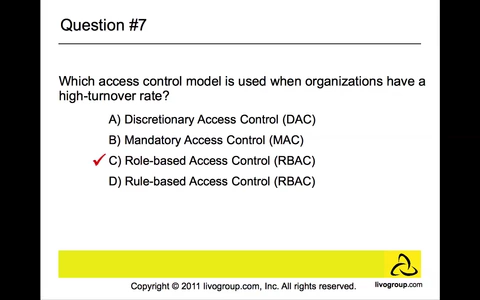 Question #7
Which access control model is used when organizations have a
high-turnover rate?
A) Discretionary Access Control (DAC)
B) Mandatory Access Control (MAC)
C) Role-based Access Control (RBAC)
D) Rule-based Access Control (RBAC)
Copyright © 2011 livogroup.com, Inc. All rights reserved.
livogroup.com